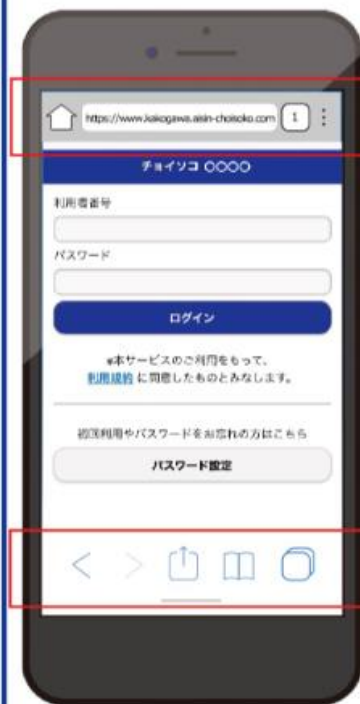 https://www.kakogawa.aisin-choisoko.com
1
チョイソコ ○○○○
利用者番号
パスワード
ログイン
※本サービスのご利用をもって、
利用規約 に同意したものとみなします。
初回利用やパスワードをお忘れの方はこちら
パスワード設定